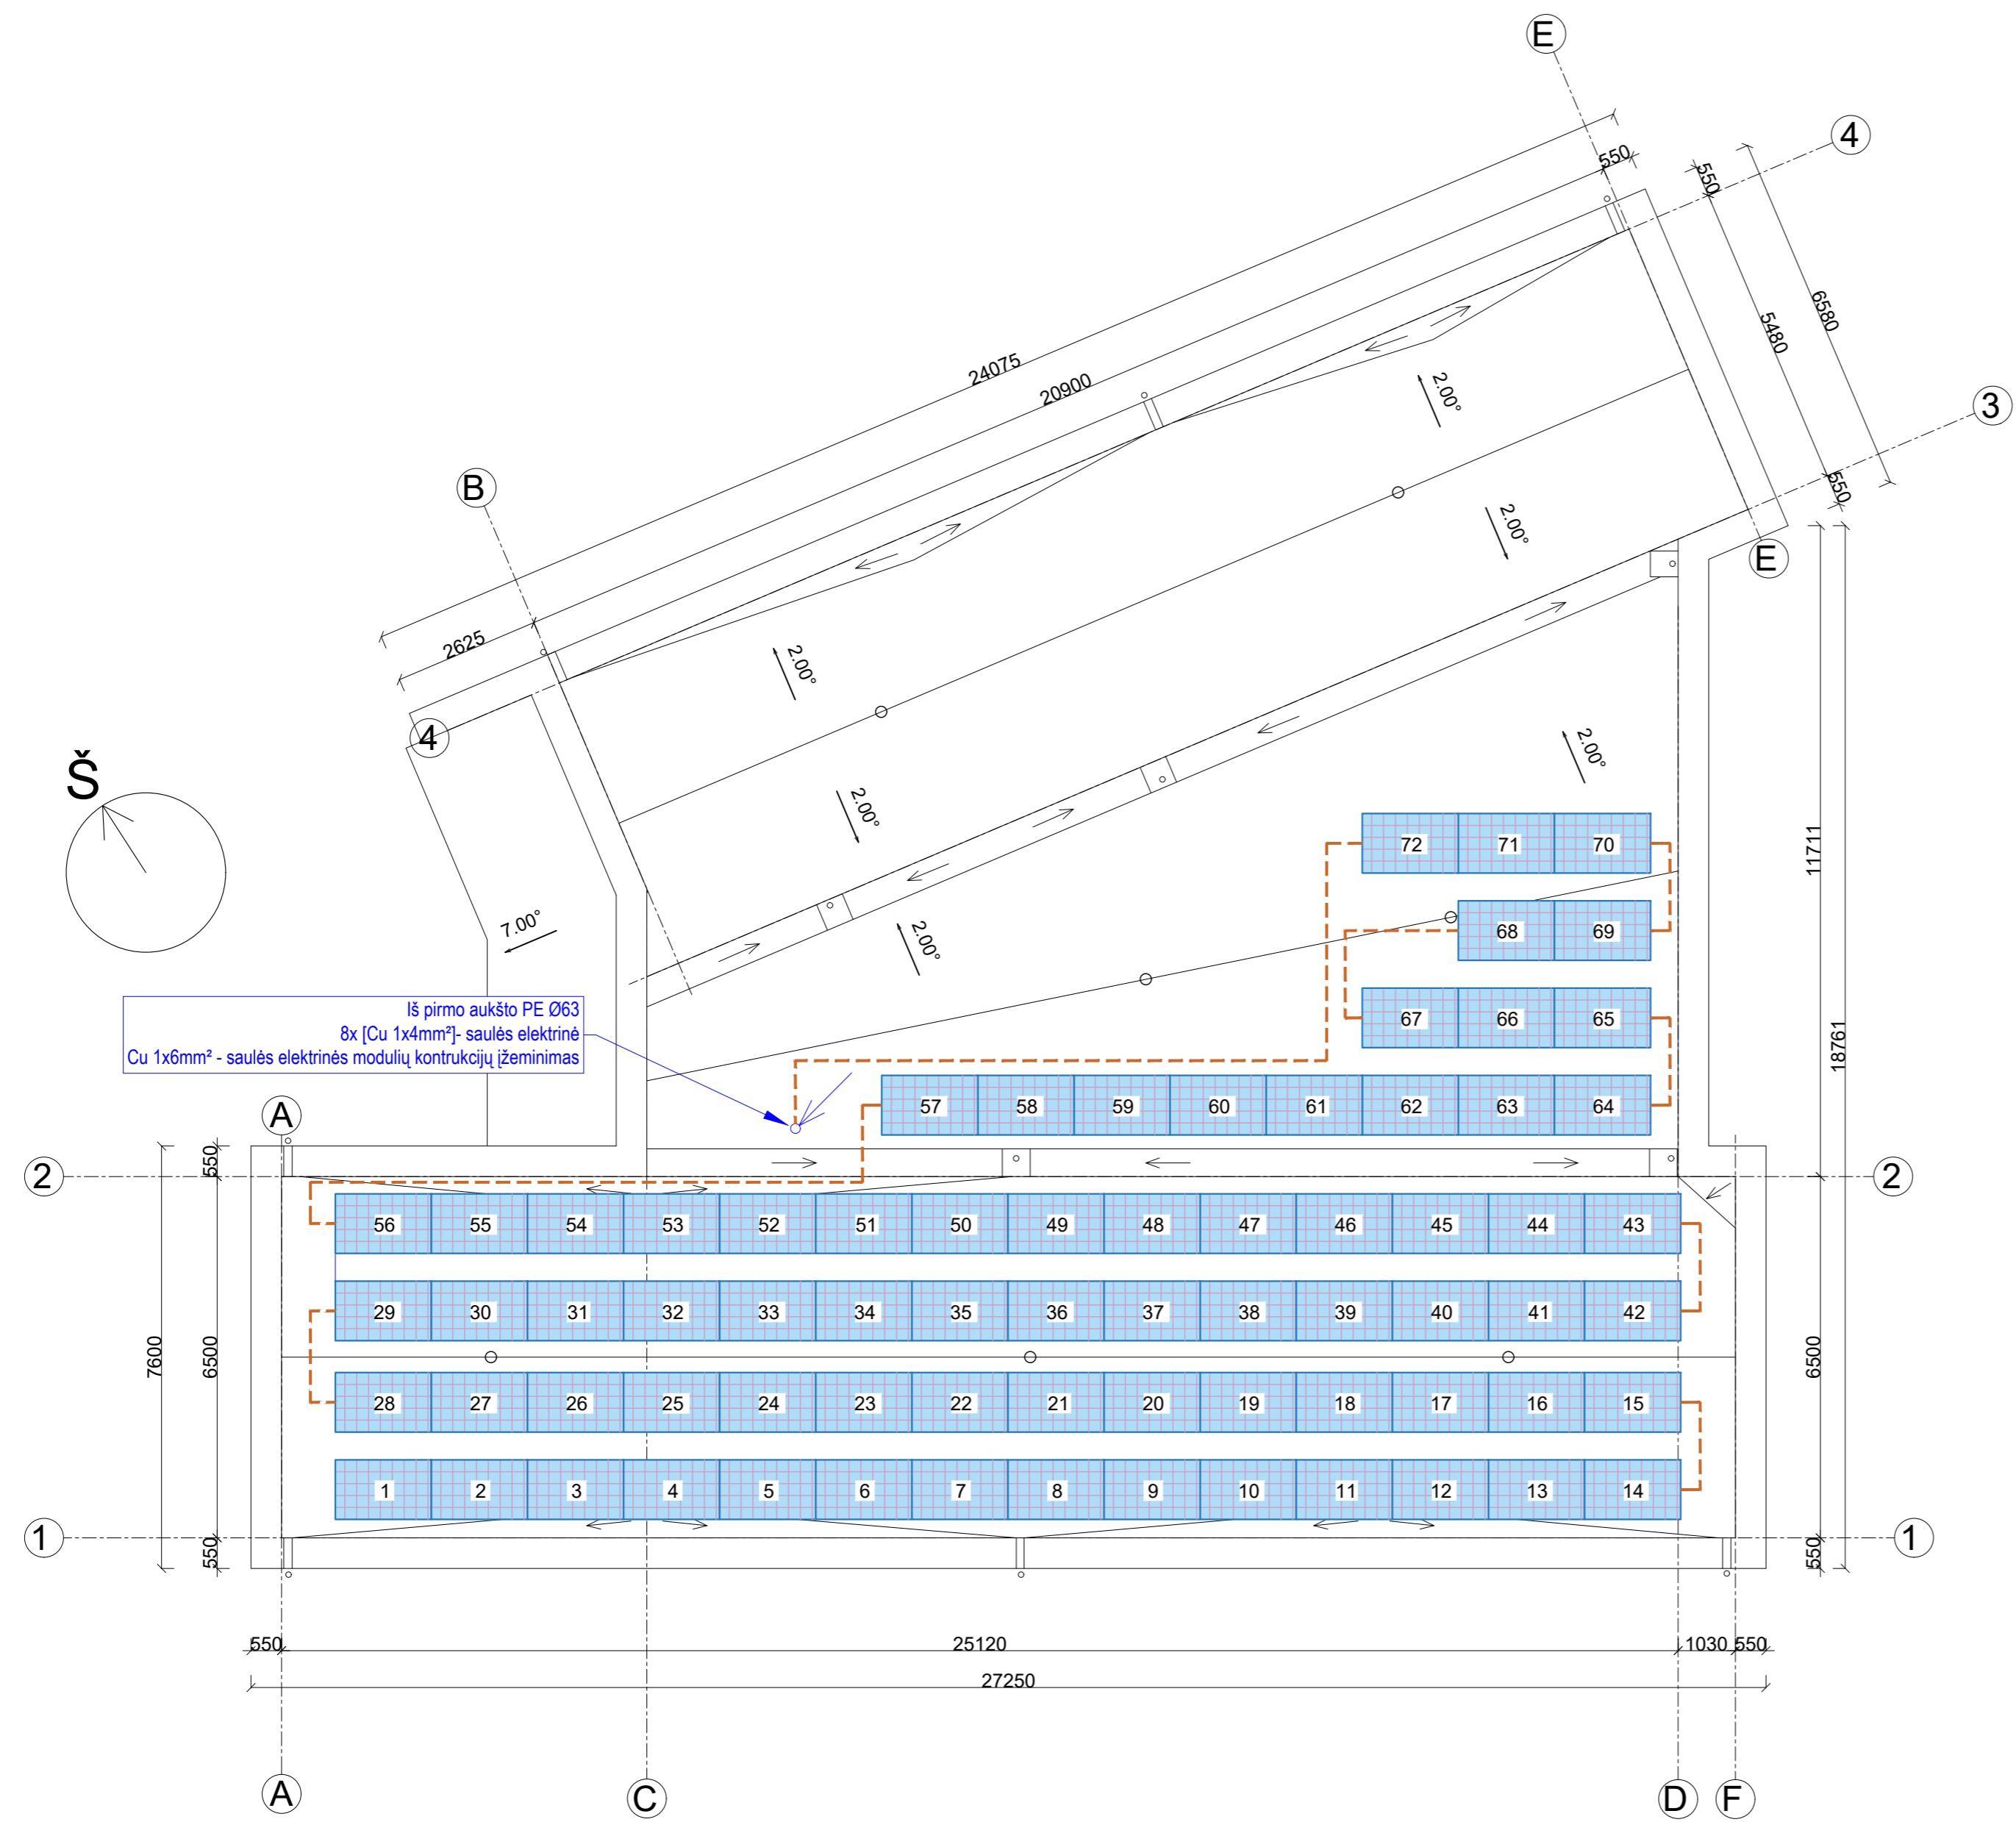 E
4
550
550
6580
5480
24075
20900
3
2.00°
B
550
2.00°
E
2625
2.00°
4
2.00°
Š
2.00°
72 71 70
11711
7.00°
2.00°
68 69
Iš pirmo aukšto PE Ø63
8x [Cu 1x4mm²]- saulės elektrinė
Cu 1x6mm² - saulės elektrinės modulių kontrukcijų įžeminimas
67 66 65
18761
A
57 58 59 60 61 62 63 64
2
550
2
56 55 54 53 52 51 50 49 48 47 46 45 44 43
29 30 31 32 33 34 35 36 37 38 39 40 41 42
7600
6500
6500
28 27 26 25 24 23 22 21 20 19 18 17 16 15
1 2 3 4 5 6 7 8 9 10 11 12 13 14
1
550
550
1
550
25120
1030
550
27250
A
C
D
F